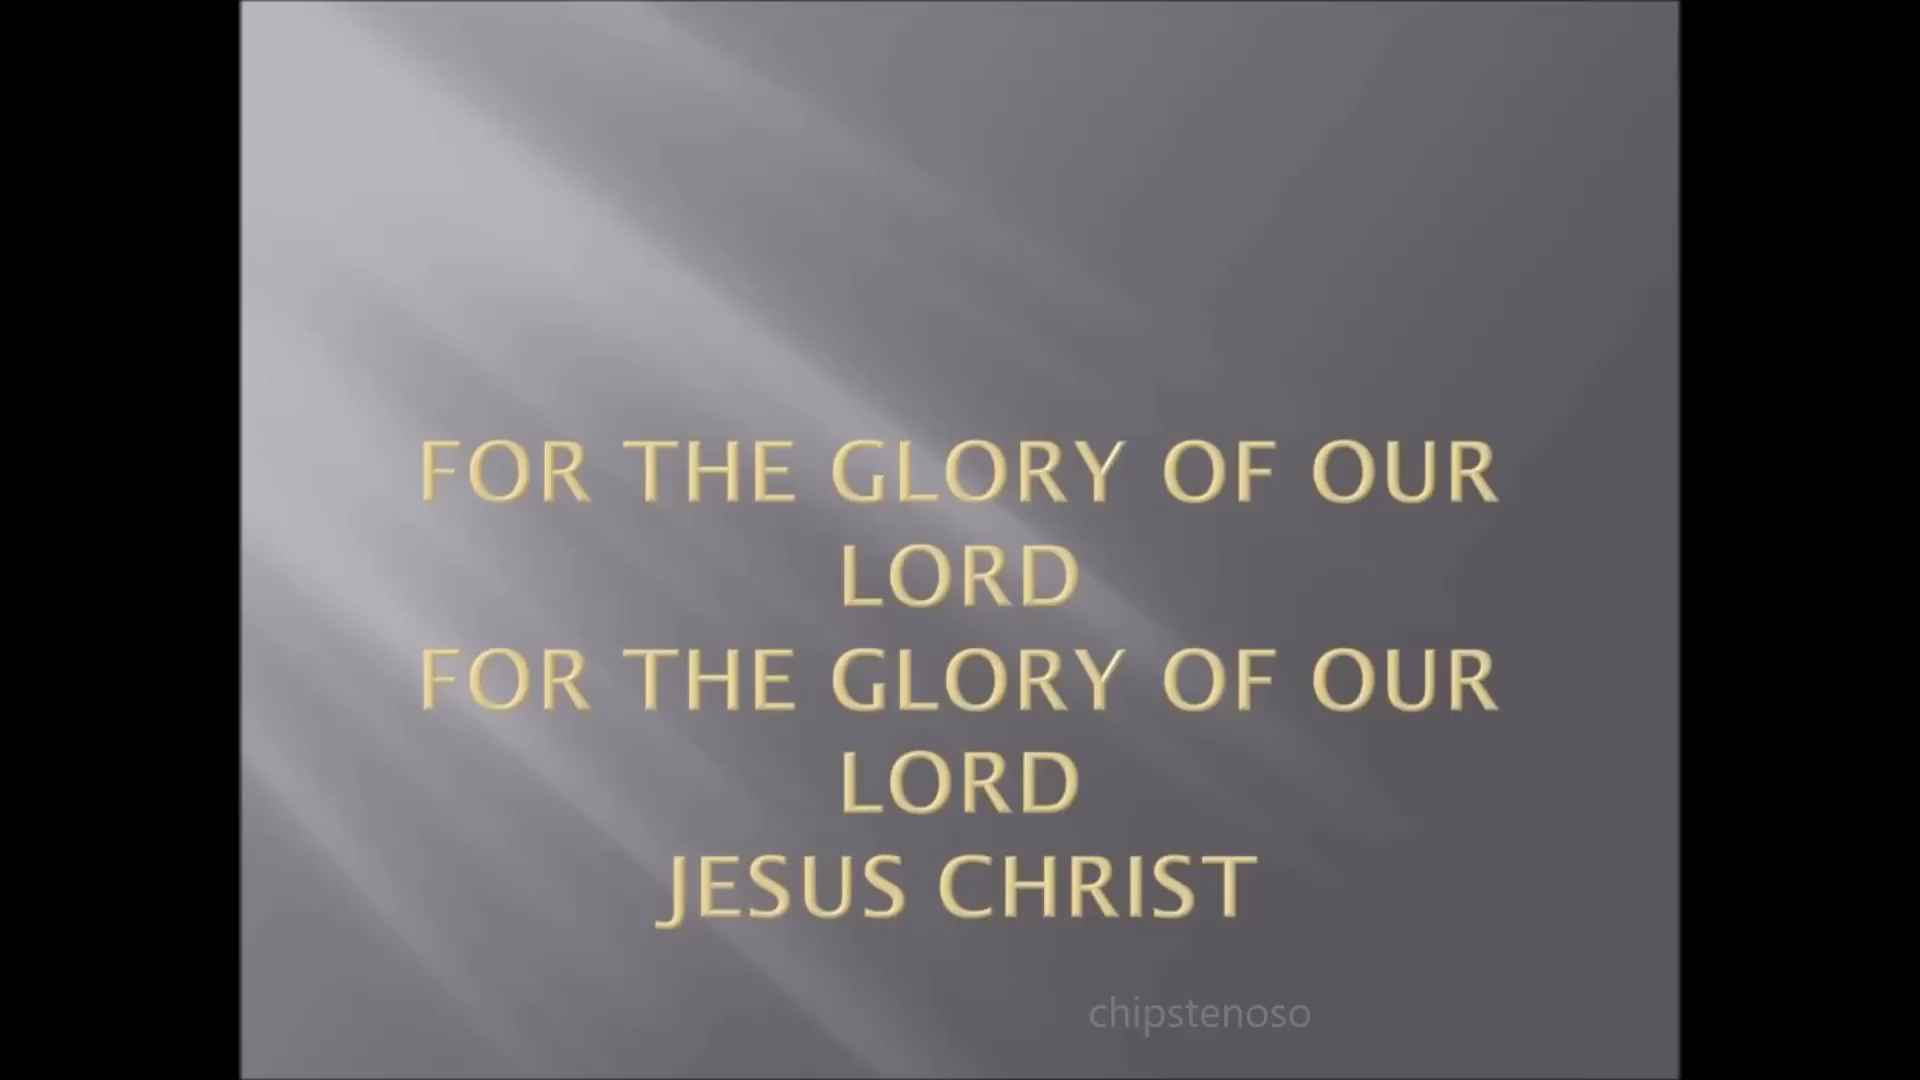 FOR THE GLORY OF OUR
LORD
FOR THE GLORY OF OUR
LORD
JESUS CHRIST
chipstenoso